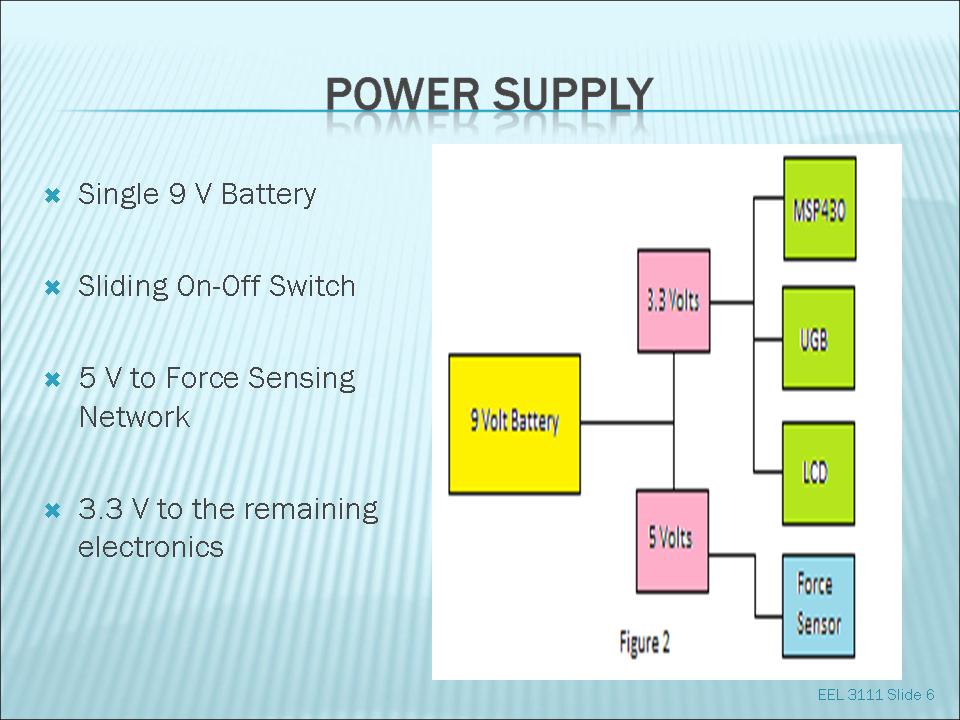 POWER SUPPLY
Single 9 V Battery
Sliding On-Off Switch
5 V to Force Sensing
Network
3.3 V to the remaining
electronics
MSP430
3.3 Volts
UGB
9 Volt Battery
LCD
5 Volts
Force
Sensor
Figure 2
EEL 3111 Slide 6